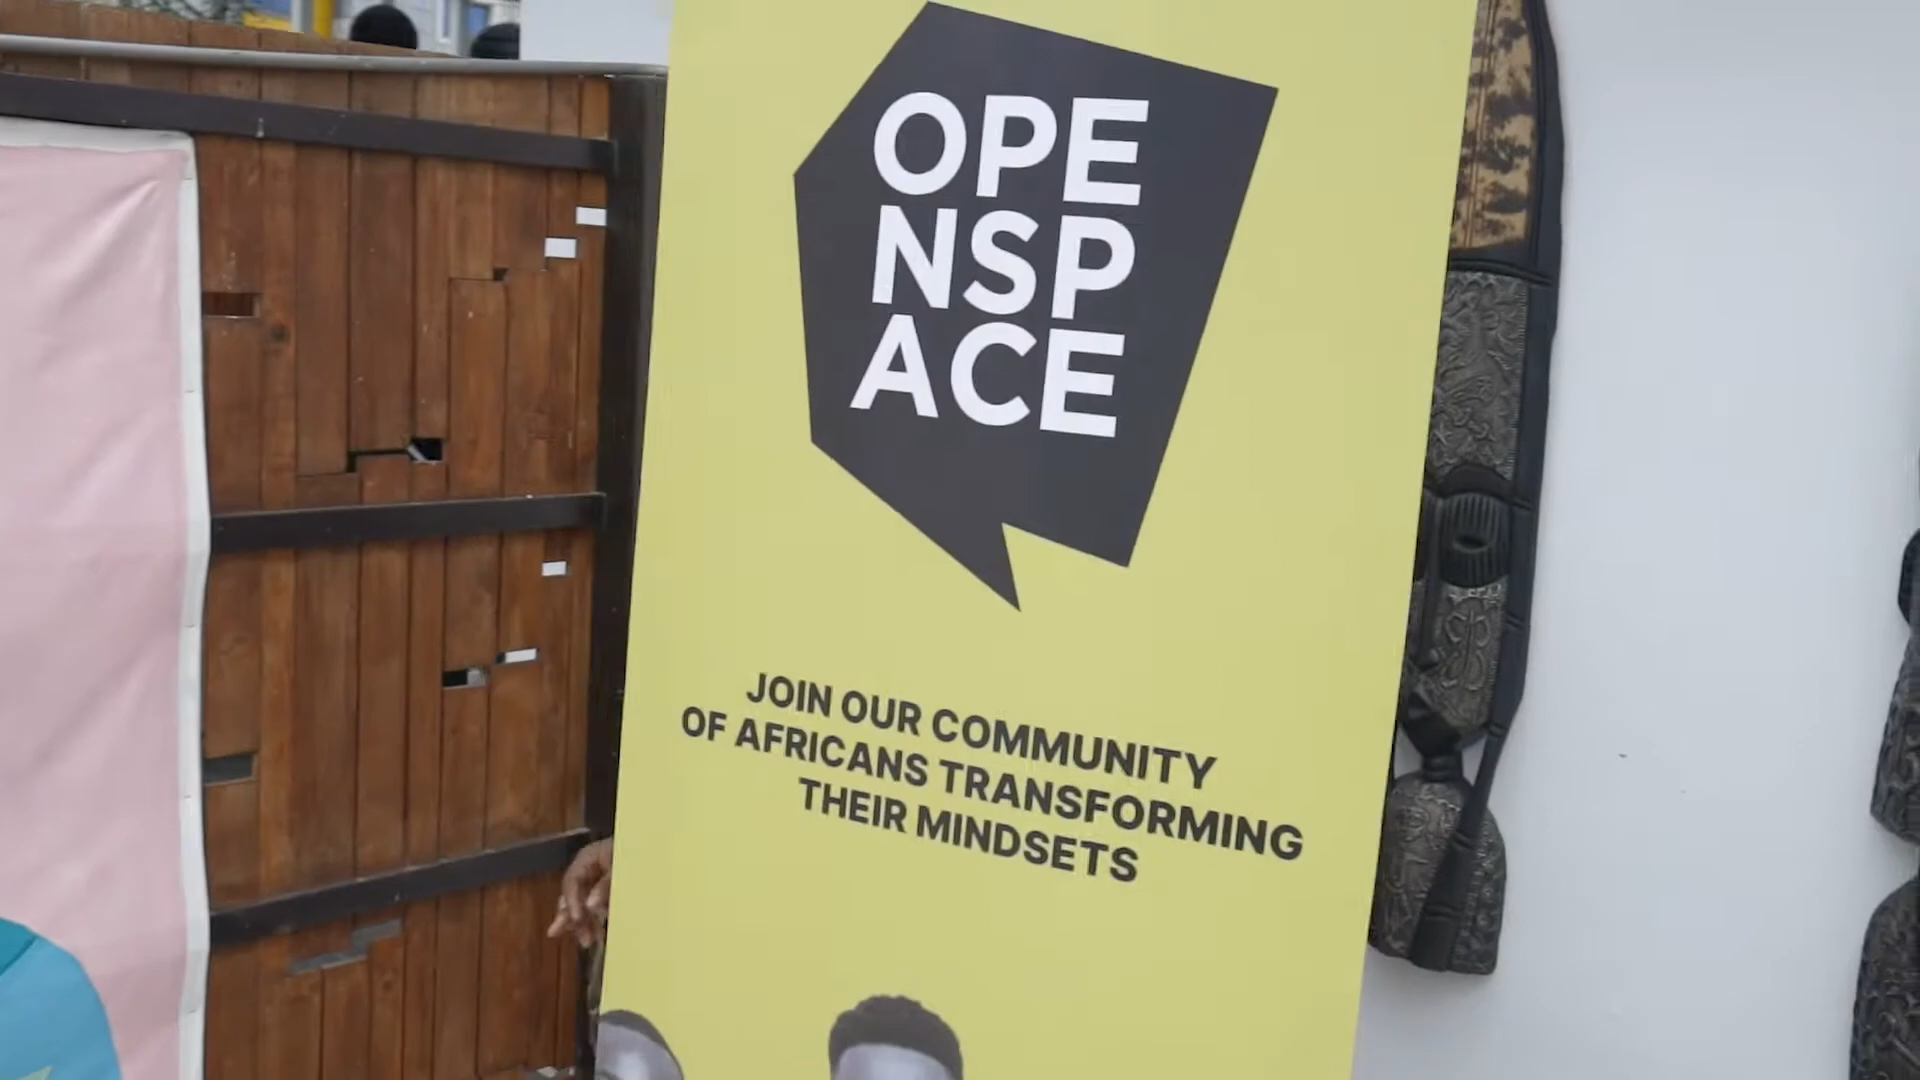 OPE
NSP
ACE
JOIN OUR COMMUNITY
OF AFRICANS TRANSFORMING
THEIR MINDSETS